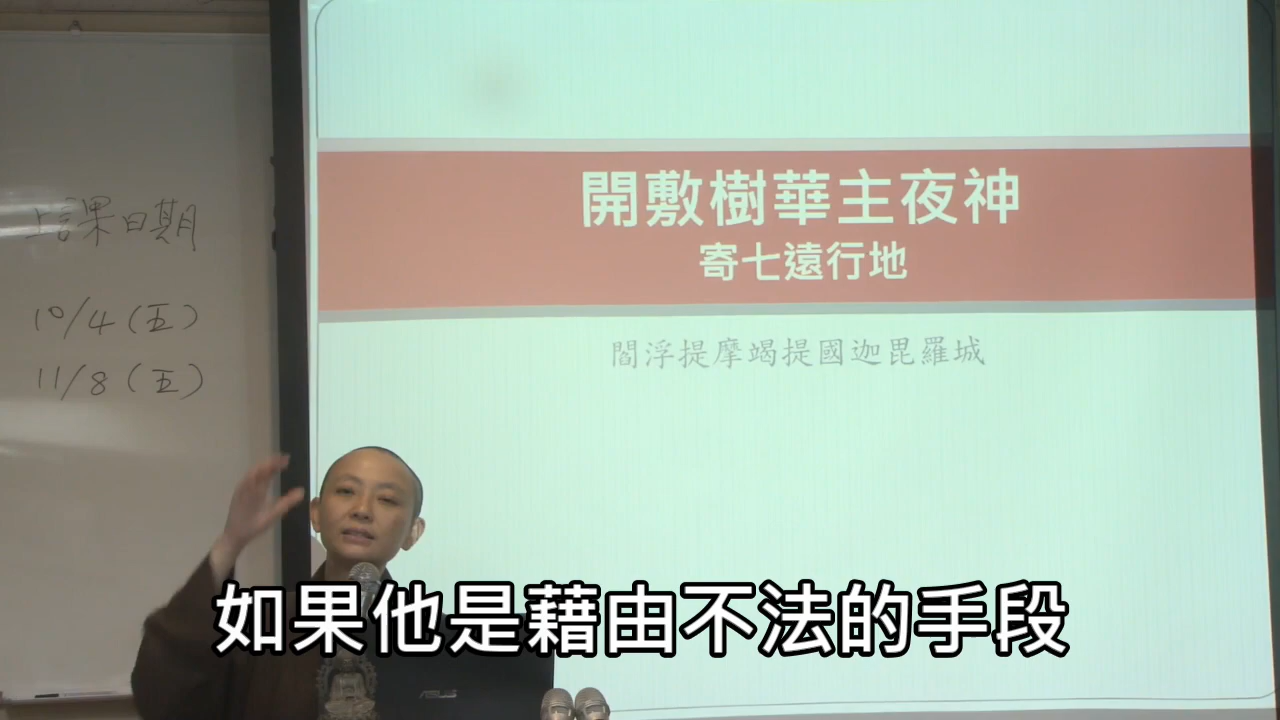 上課日期
10/4(五)
11/8(五)
開敷樹華主夜神
寄七遠行地
閻浮提摩竭提國迦毘羅城
如果他是藉由不法的手段
ASUS